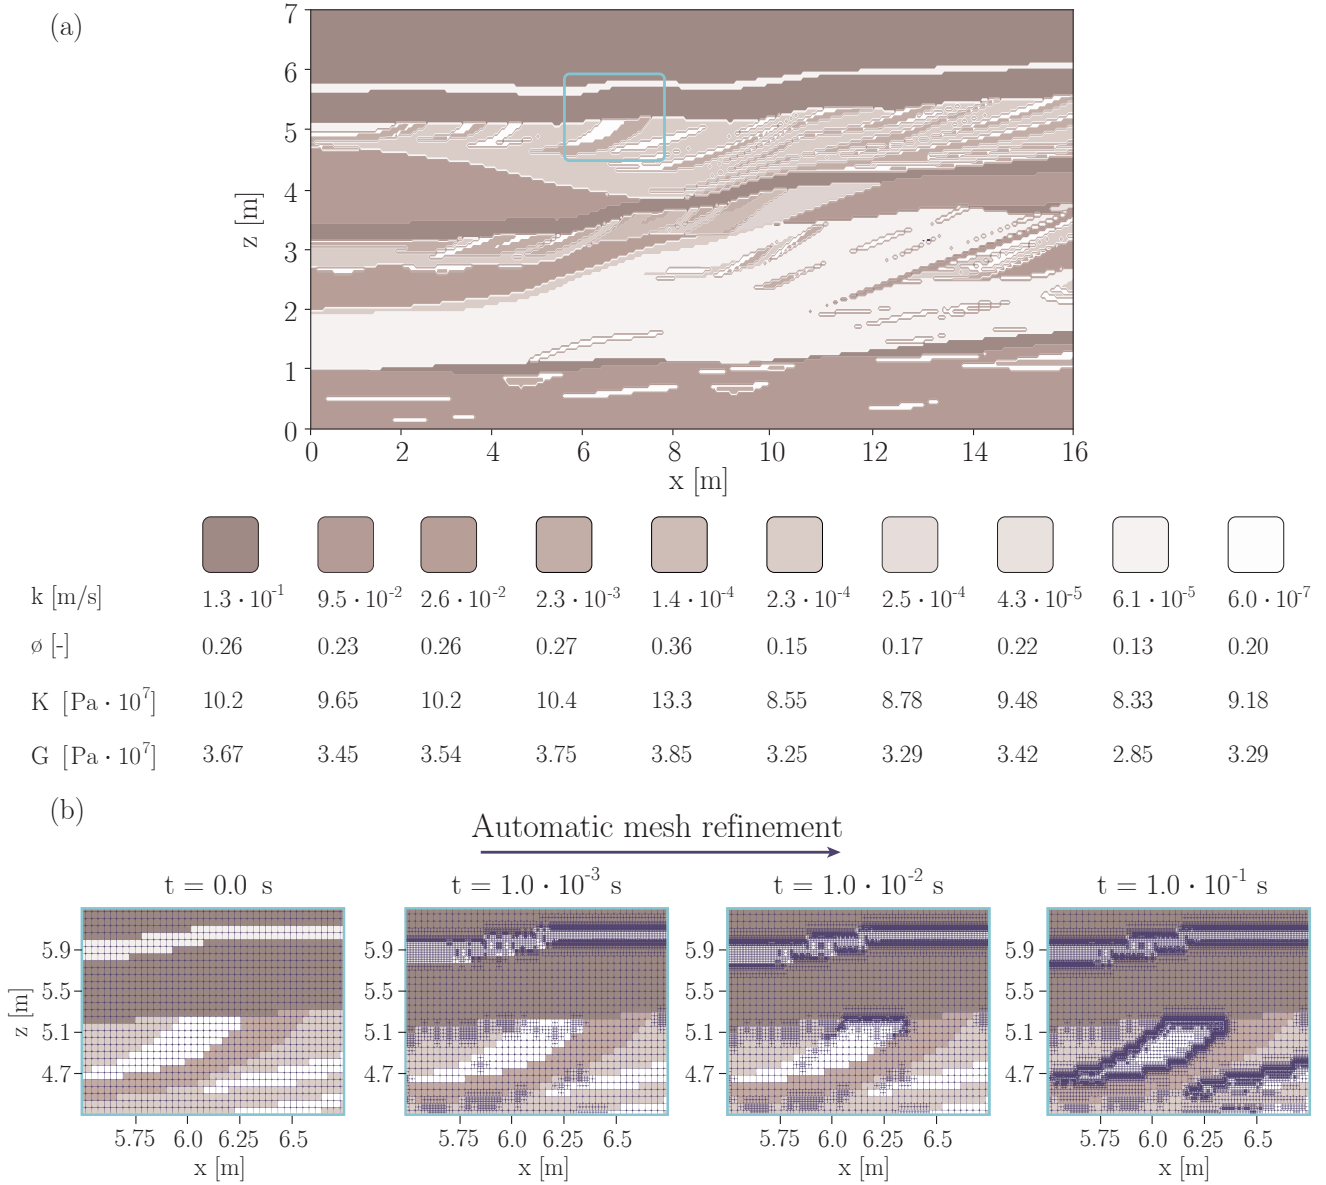 (a)
7
6
5
4
3
2
1
0
z [m]
0 2 4 6 8 10 12 14 16
x [m]
k [m/s] 1.3 · 10⁻¹ 9.5 · 10⁻² 2.6 · 10⁻² 2.3 · 10⁻³ 1.4 · 10⁻⁴ 2.3 · 10⁻⁴ 2.5 · 10⁻⁴ 4.3 · 10⁻⁵ 6.1 · 10⁻⁵ 6.0 · 10⁻⁷
ø [-] 0.26 0.23 0.26 0.27 0.36 0.15 0.17 0.22 0.13 0.20
K [Pa · 10⁷] 10.2 9.65 10.2 10.4 13.3 8.55 8.78 9.48 8.33 9.18
G [Pa · 10⁷] 3.67 3.45 3.54 3.75 3.85 3.25 3.29 3.42 2.85 3.29
(b)
Automatic mesh refinement
t = 0.0 s t = 1.0 · 10⁻³ s t = 1.0 · 10⁻² s t = 1.0 · 10⁻¹ s
5.9 5.9 5.9 5.9
5.5 5.5 5.5 5.5
z [m]
5.1 5.1 5.1 5.1
4.7 4.7 4.7 4.7
5.75 6.0 6.25 6.5 5.75 6.0 6.25 6.5 5.75 6.0 6.25 6.5 5.75 6.0 6.25 6.5
x [m] x [m] x [m] x [m]